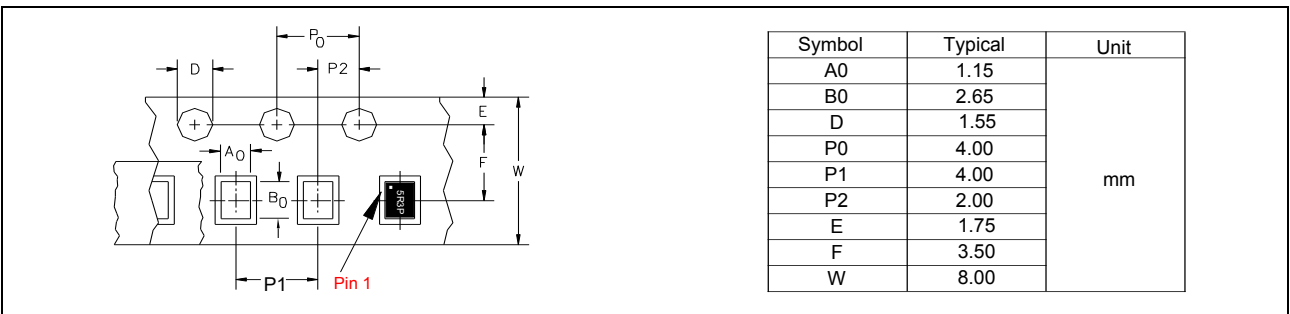 P0
D
P2
E
A0
F
W
B0
5R3P
P1
Pin 1
Symbol Typical Unit
A0 1.15
B0 2.65
D 1.55
P0 4.00
P1 4.00
mm
P2 2.00
E 1.75
F 3.50
W 8.00